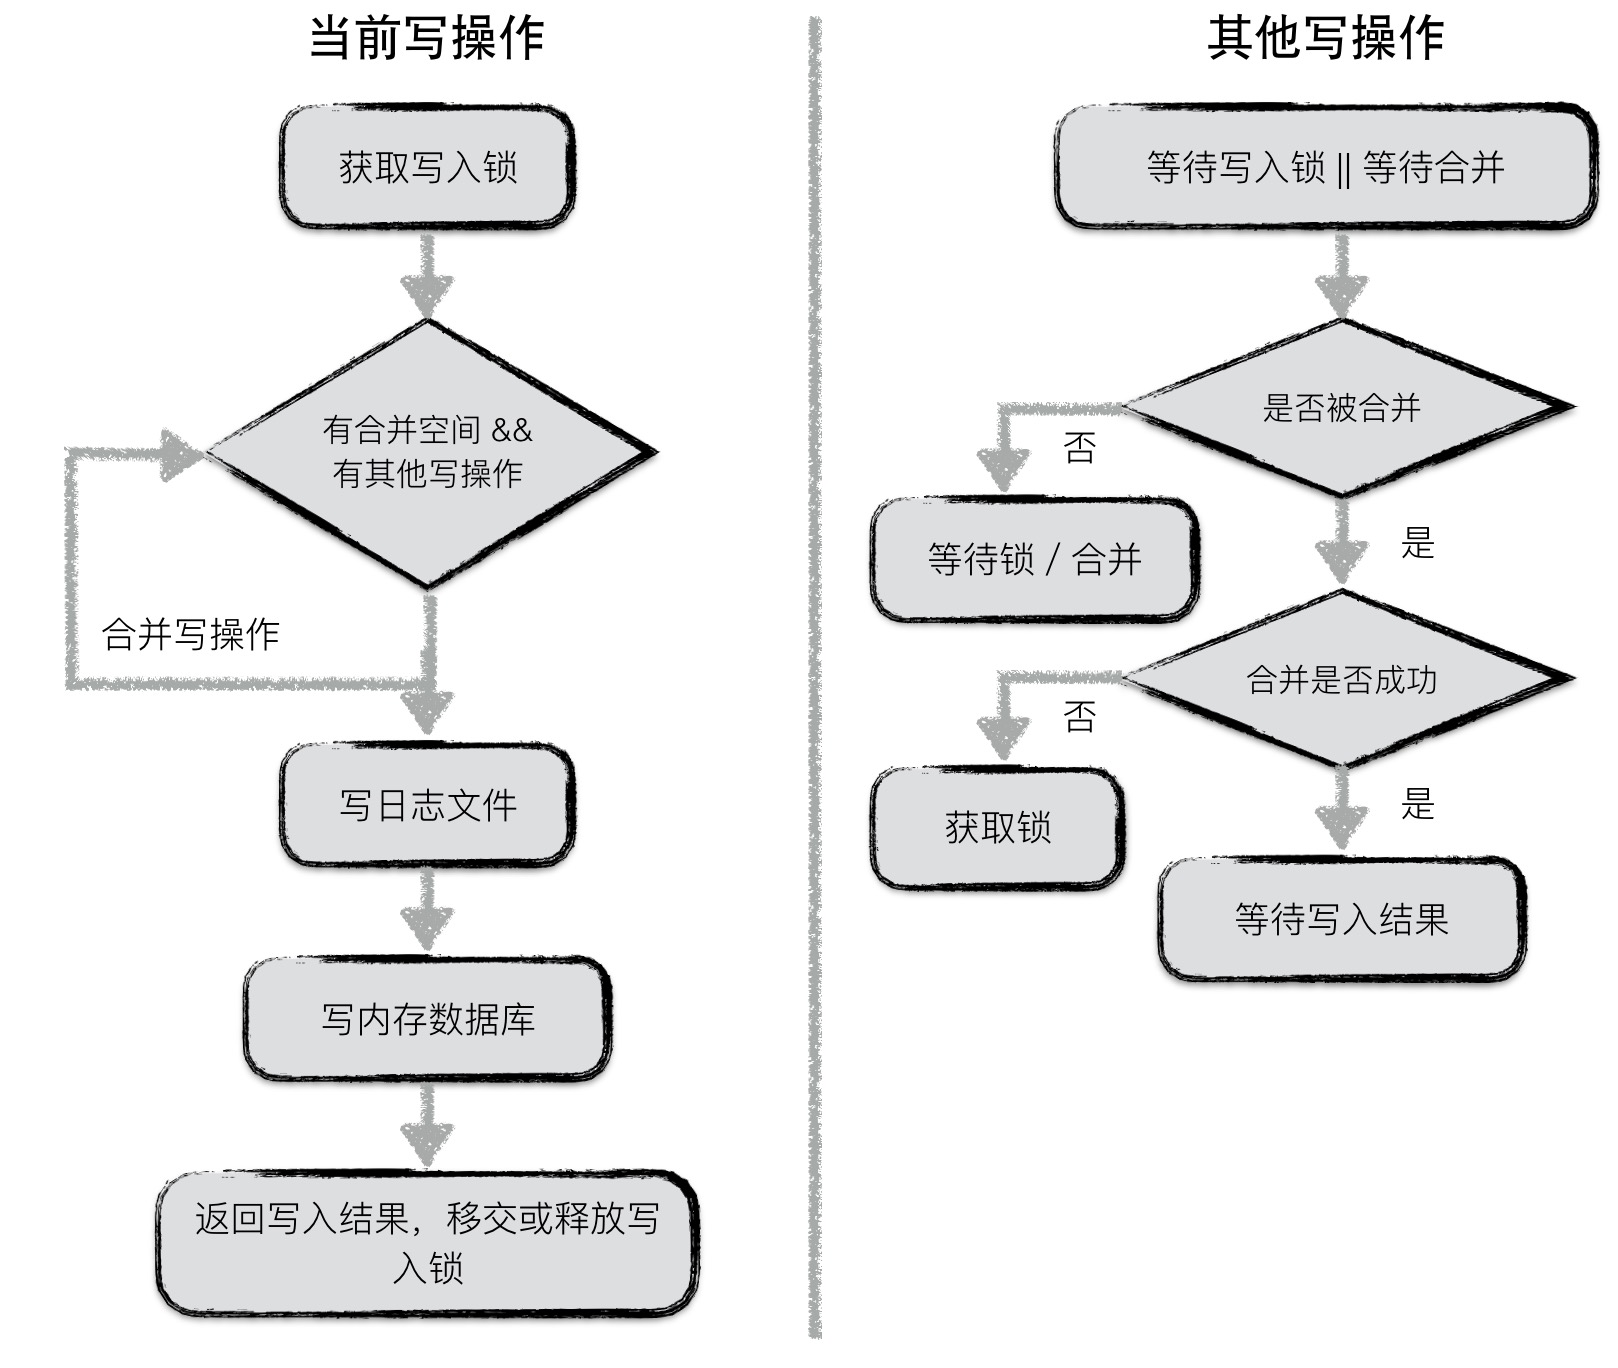 当前写操作
获取写入锁
有合并空间 &&
有其他写操作
合并写操作
写日志文件
写内存数据库
返回写入结果，移交或释放写
入锁
其他写操作
等待写入锁 || 等待合并
是否被合并
否
是
等待锁 / 合并
合并是否成功
否
是
获取锁
等待写入结果